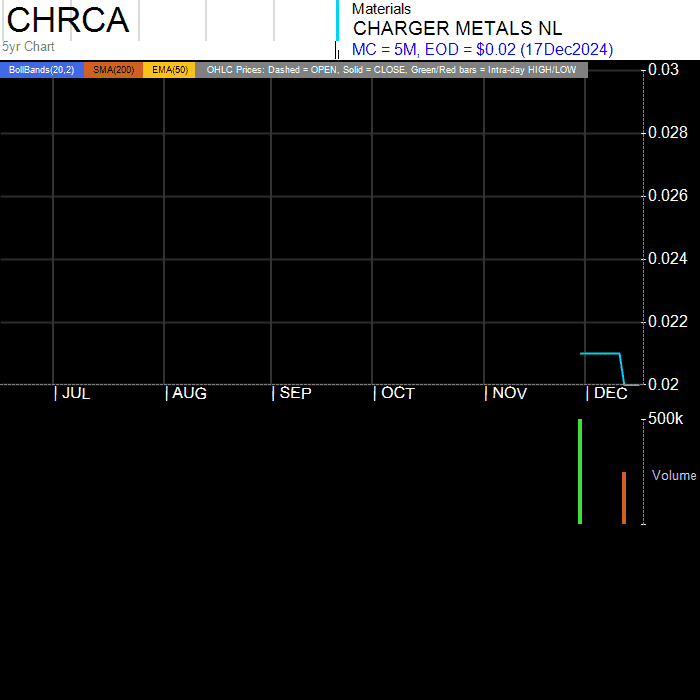 CHRCA
5yr Chart
Materials
CHARGER METALS NL
MC = 5M, EOD = $0.02 (17Dec2024)
BollBands(20,2) SMA(200) EMA(50) OHLC Prices: Dashed = OPEN, Solid = CLOSE, Green/Red bars = Intra-day HIGH/LOW
0.03
0.028
0.026
0.024
0.022
0.02
| JUL | AUG | SEP | OCT | NOV | DEC
500k
Volume